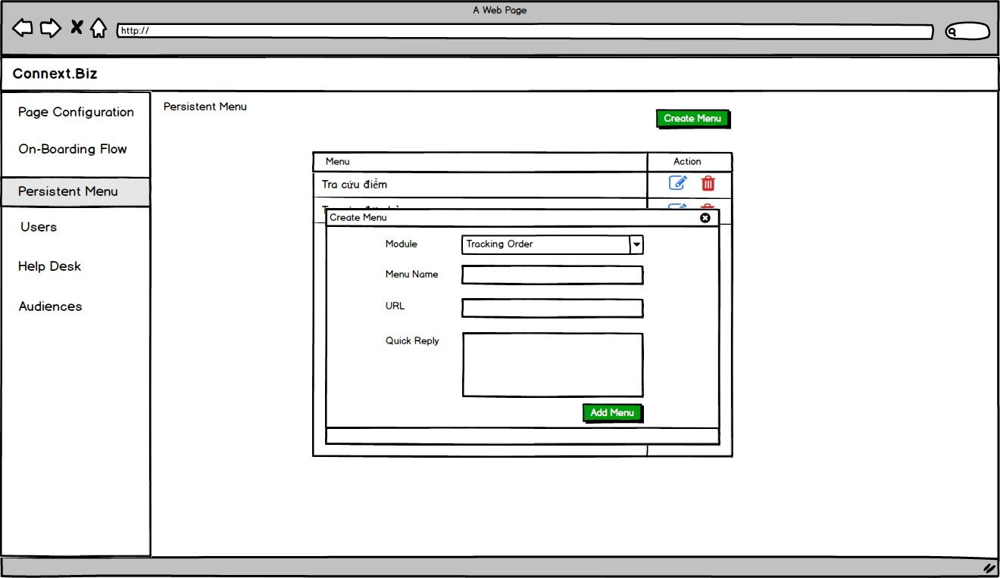 A Web Page
http://
Connext.Biz
Page Configuration
On-Boarding Flow
Persistent Menu
Users
Help Desk
Audiences
Persistent Menu
Create Menu
Menu Action
Tra cứu điểm
Create Menu
Module Tracking Order
Menu Name
URL
Quick Reply
Add Menu